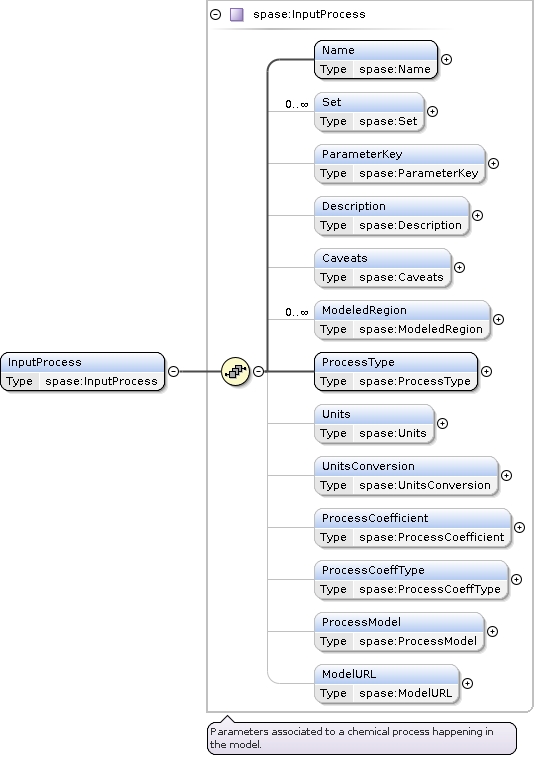 spase:InputProcess
Name
Type spase:Name
0..∞
Set
Type spase:Set
ParameterKey
Type spase:ParameterKey
Description
Type spase:Description
Caveats
Type spase:Caveats
0..∞
ModeledRegion
Type spase:ModeledRegion
InputProcess
Type spase:InputProcess
ProcessType
Type spase:ProcessType
Units
Type spase:Units
UnitsConversion
Type spase:UnitsConversion
ProcessCoefficient
Type spase:ProcessCoefficient
ProcessCoeffType
Type spase:ProcessCoeffType
ProcessModel
Type spase:ProcessModel
ModelURL
Type spase:ModelURL
Parameters associated to a chemical process happening in
the model.